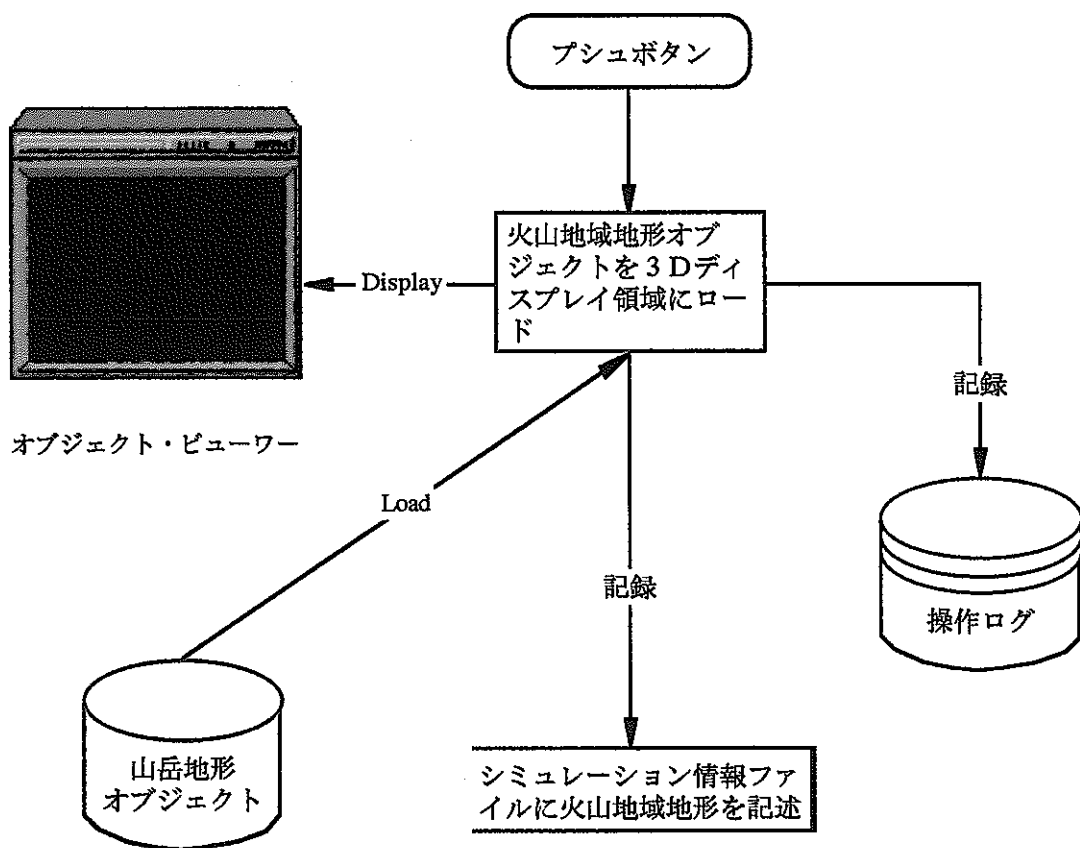 プシュボタン
火山地域地形オブ
ジェクトを３Ｄディ
スプレイ領域にロー
ド
Display
記録
オブジェクト・ビューワー
Load
記録
操作ログ
山岳地形
オブジェクト
シミュレーション情報ファ
イルに火山地域地形を記述